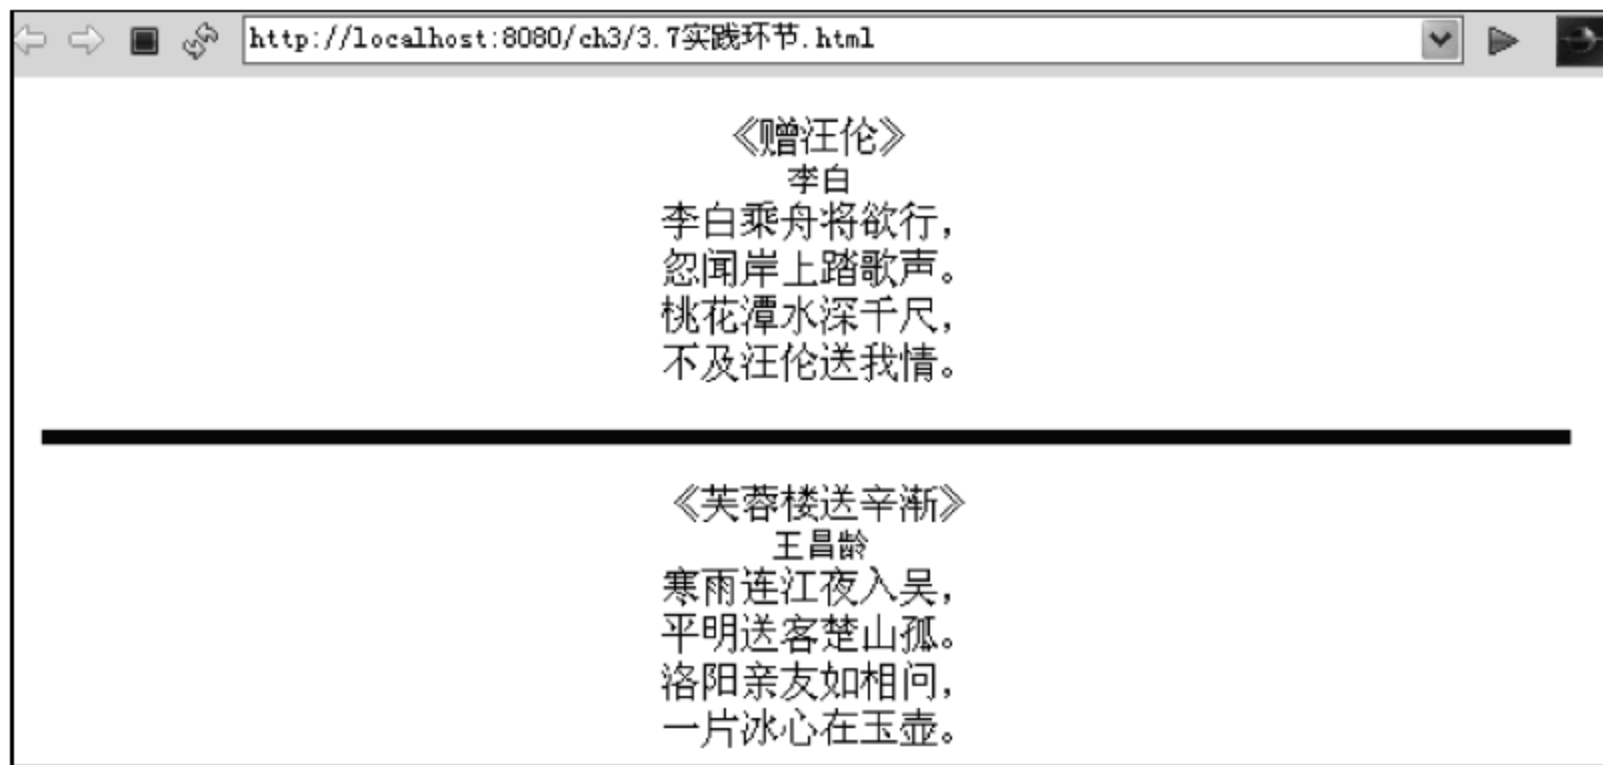 http://localhost:8080/ch3/3.7实践环节.html
《赠汪伦》
李白
李白乘舟将欲行，
忽闻岸上踏歌声。
桃花潭水深千尺，
不及汪伦送我情。
《芙蓉楼送辛渐》
王昌龄
寒雨连江夜入吴，
平明送客楚山孤。
洛阳亲友如相问，
一片冰心在玉壶。